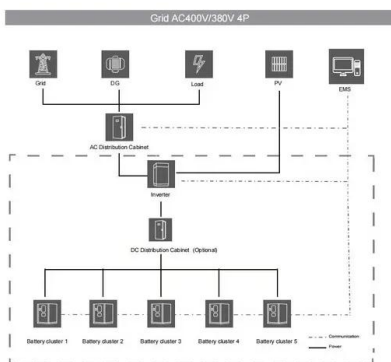 Grid AC400V/380V 4P
Grid
DG
Load
PV
EMS
AC Distribution Cabinet
Inverter
DC Distribution Cabinet (Optional)
Battery cluster 1
Battery cluster 2
Battery cluster 3
Battery cluster 4
Battery cluster 5
Communication
Power